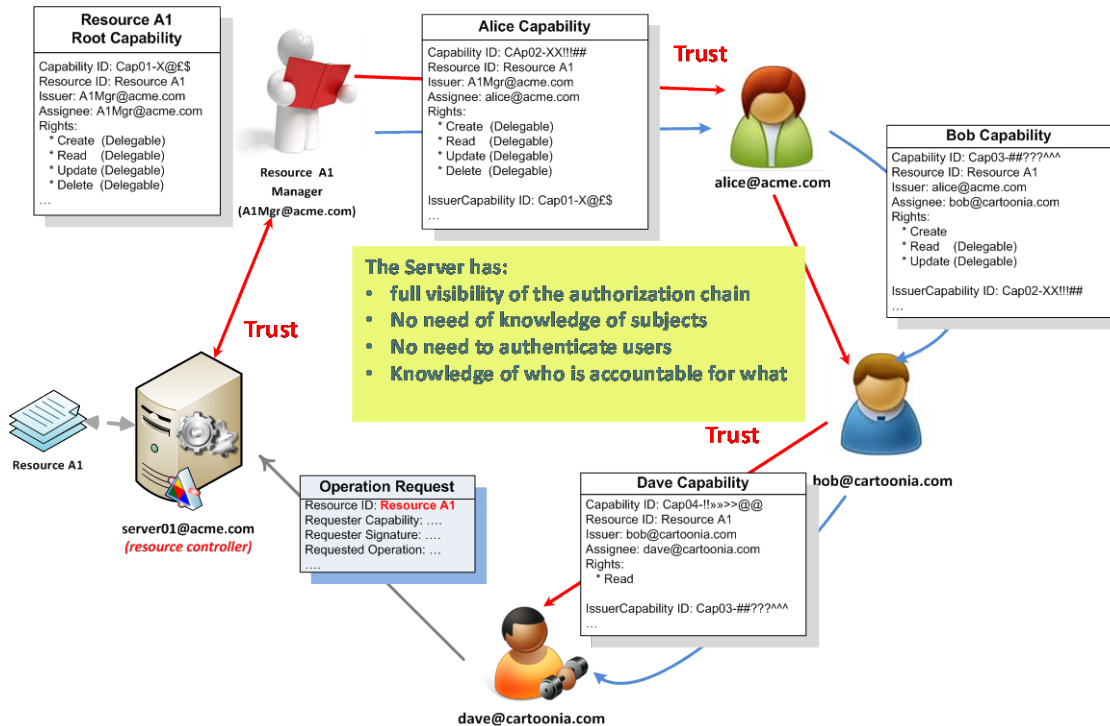 Resource A1
Root Capability
Capability ID: Cap01-X@£$
Resource ID: Resource A1
Issuer: A1Mgr@acme.com
Assignee: A1Mgr@acme.com
Rights:
* Create (Delegable)
* Read (Delegable)
* Update (Delegable)
* Delete (Delegable)
...
Resource A1
Manager
(A1Mgr@acme.com)
Alice Capability
Capability ID: CAp02-XX!!!##
Resource ID: Resource A1
Issuer: A1Mgr@acme.com
Assignee: alice@acme.com
Rights:
* Create (Delegable)
* Read (Delegable)
* Update (Delegable)
* Delete (Delegable)
IssuerCapability ID: Cap01-X@£$
...
Trust
alice@acme.com
Bob Capability
Capability ID: Cap03-##???^^^
Resource ID: Resource A1
Issuer: alice@acme.com
Assignee: bob@cartoonia.com
Rights:
* Create
* Read (Delegable)
* Update (Delegable)
IssuerCapability ID: Cap02-XX!!!##
...
The Server has:
• full visibility of the authorization chain
• No need of knowledge of subjects
• No need to authenticate users
• Knowledge of who is accountable for what
Trust
Trust
Resource A1
server01@acme.com
(resource controller)
Operation Request
Resource ID: Resource A1
Requester Capability: ....
Requester Signature: ....
Requested Operation: ...
....
bob@cartoonia.com
Dave Capability
Capability ID: Cap04-!!»»>>@@
Resource ID: Resource A1
Issuer: bob@cartoonia.com
Assignee: dave@cartoonia.com
Rights:
* Read
IssuerCapability ID: Cap03-##???^^^
...
dave@cartoonia.com